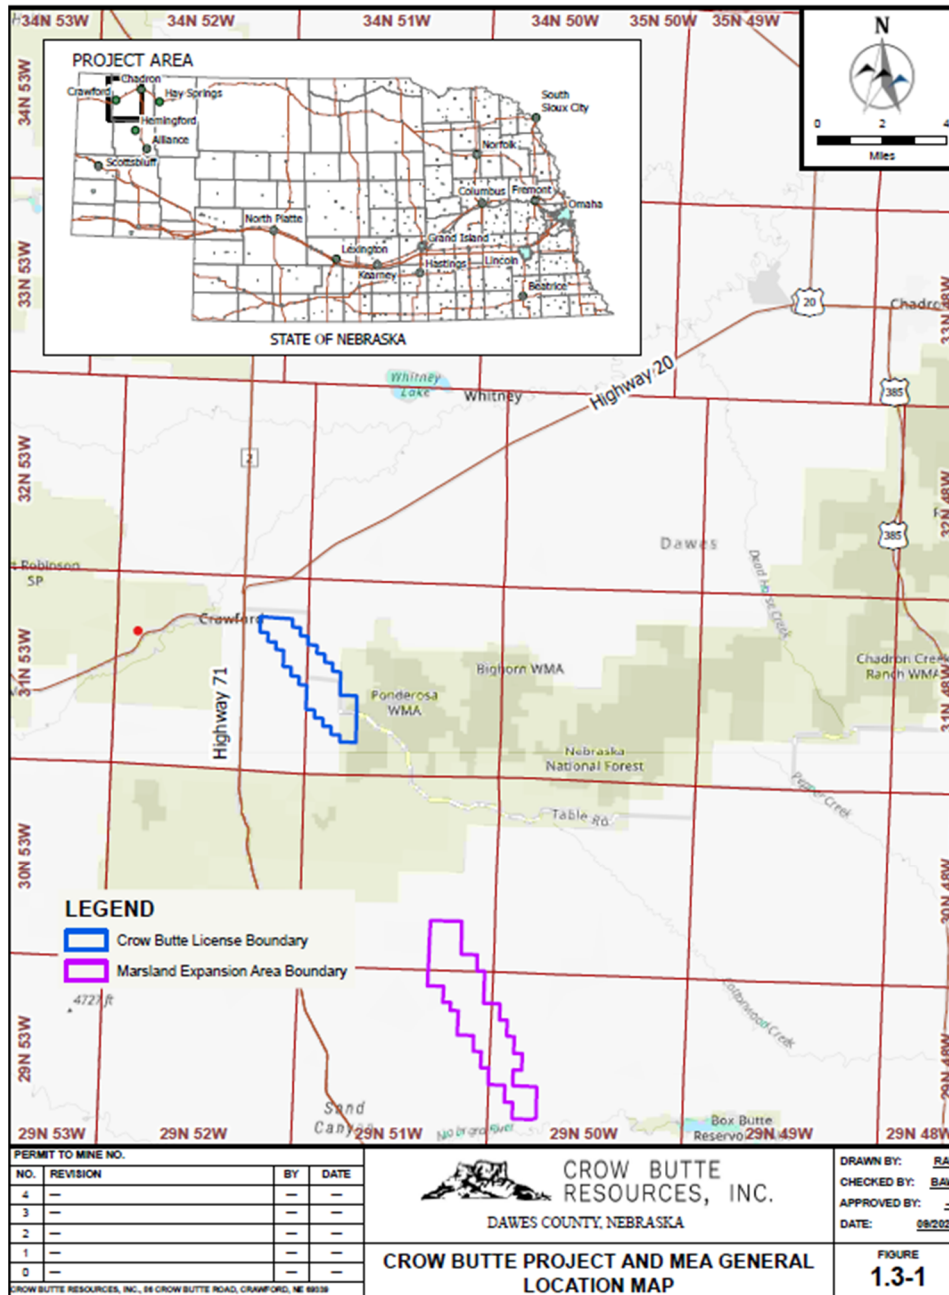 34N 53W
34N 52W
34N 51W
34N 50W
35N 50W
35N 49W
34N 53W
PROJECT AREA
Chadron
Crawford
Hay Springs
Hemingford
Alliance
Scottsbluff
South
Sioux City
Norfolk
Columbus
Fremont
Omaha
North Platte
Grand Island
Lexington
Lincoln
Kearney
Hastings
Beatrice
STATE OF NEBRASKA
N
0 2 4
Miles
33N 53W
20
Whitney
Lake
Whitney
Highway 20
385
32N 53W
2
Dawes
385
Robinson
SP
Dead Horse Creek
Crawford
31N 53W
Highway 71
Bighorn WMA
Ponderosa
WMA
Chadron Creek
Ranch WMA
Nebraska
National Forest
Table Rd
30N 53W
LEGEND
Crow Butte License Boundary
Marsland Expansion Area Boundary
4727 ft
Cottonwood Creek
29N 53W
Sand
Canyon
Niobrara River
Box Butte
29N 53W
29N 52W
29N 51W
29N 50W
29N 49W
PERMIT TO MINE NO.
NO. REVISION BY DATE
4 — — —
3 — — —
2 — — —
1 — — —
0 — — —
CROW BUTTE RESOURCES, INC., 86 CROW BUTTE ROAD, CRAWFORD, NE 69339
CROW BUTTE
RESOURCES, INC.
DAWES COUNTY, NEBRASKA
CROW BUTTE PROJECT AND MEA GENERAL
LOCATION MAP
DRAWN BY:
CHECKED BY:
APPROVED BY:
DATE:
FIGURE
1.3-1